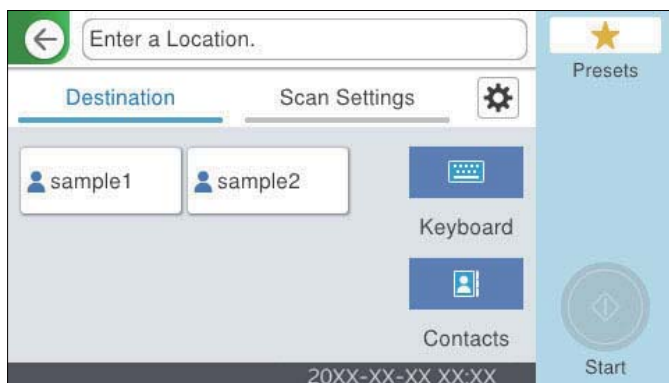 Enter a Location.
Presets
Destination Scan Settings
sample1 sample2
Keyboard
Contacts
Start
20XX-XX-XX XX:XX